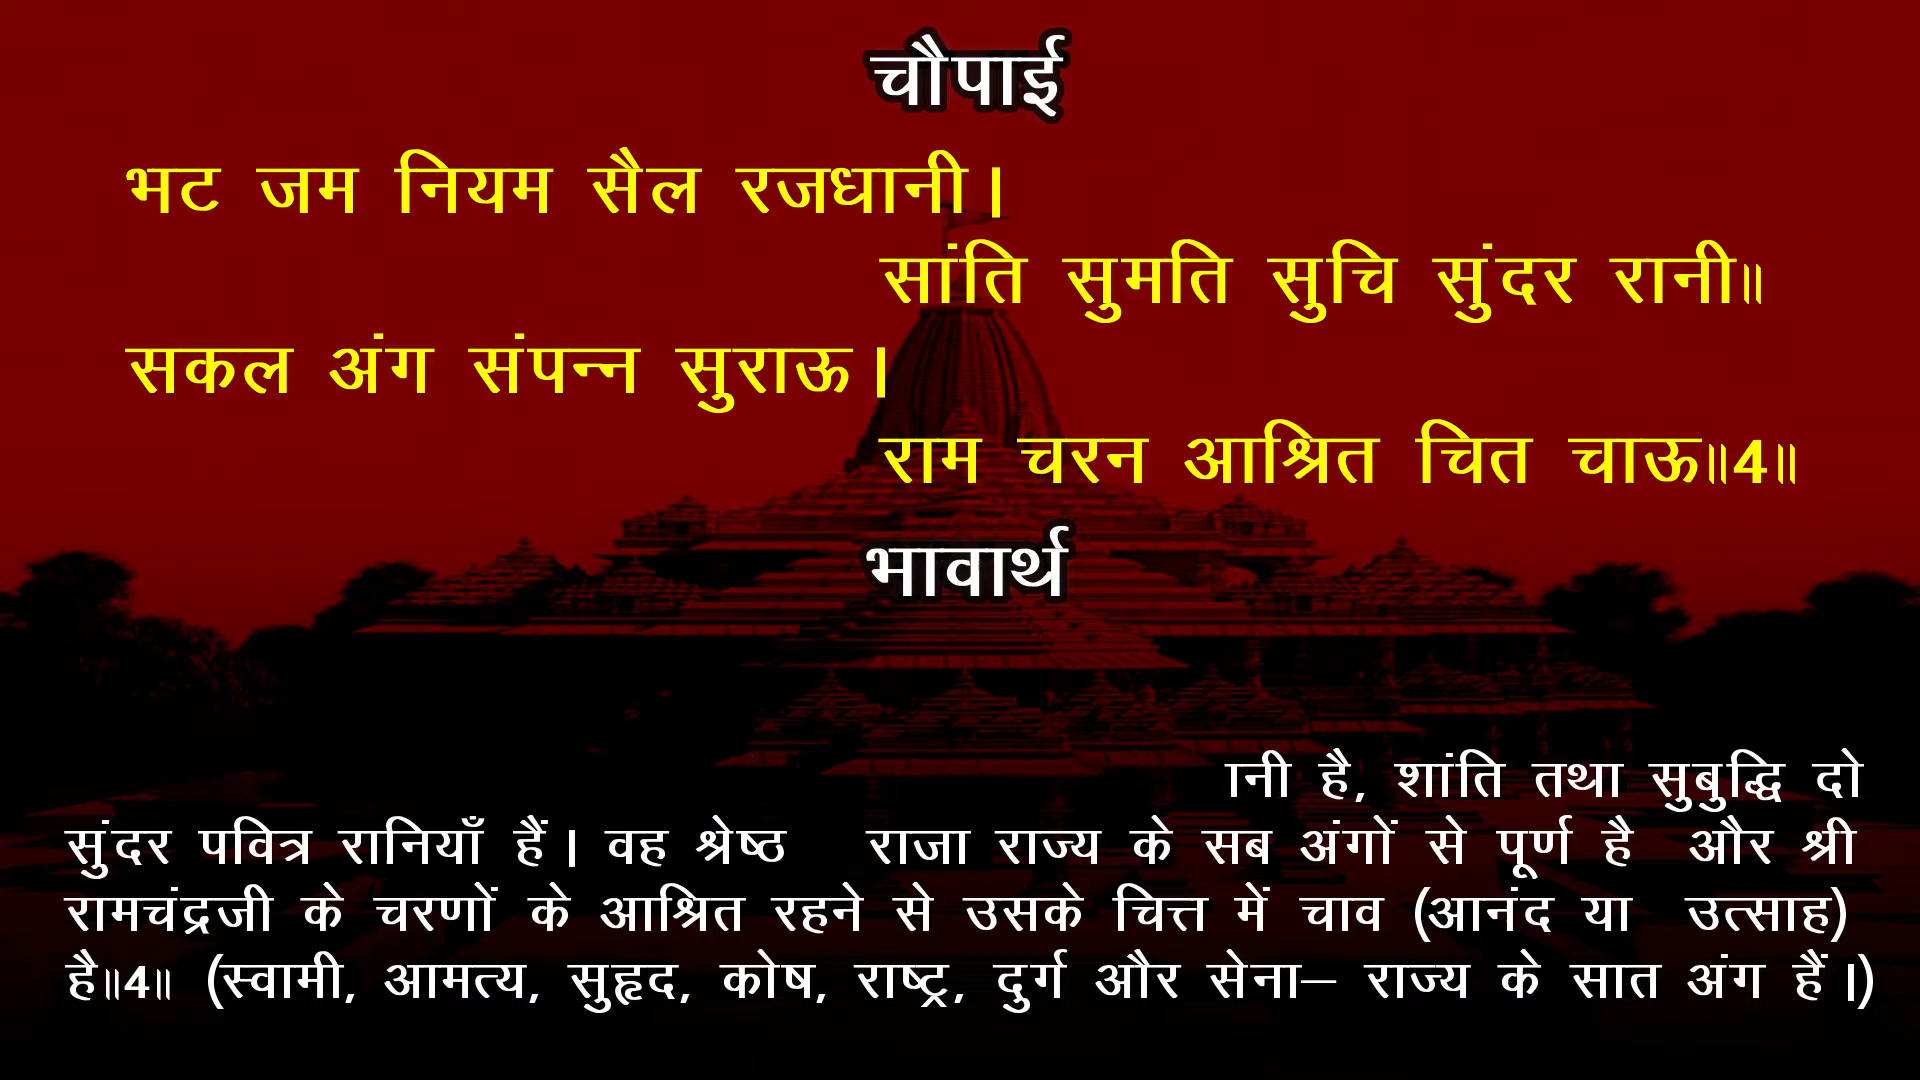 चौपाई
भट जम नियम सैल रजधानी।
सांति सुमति सुचि सुंदर रानी॥
सकल अंग संपन्न सुराऊ।
राम चरन आश्रित चित चाऊ॥4॥
भावार्थ
ानी है, शांति तथा सुबुद्धि दो
सुंदर पवित्र रानियाँ हैं। वह श्रेष्ठ राजा राज्य के सब अंगों से पूर्ण है और श्री
रामचंद्रजी के चरणों के आश्रित रहने से उसके चित्त में चाव (आनंद या उत्साह)
है॥4॥ (स्वामी, आमत्य, सुहृद, कोष, राष्ट्र, दुर्ग और सेना– राज्य के सात अंग हैं।)